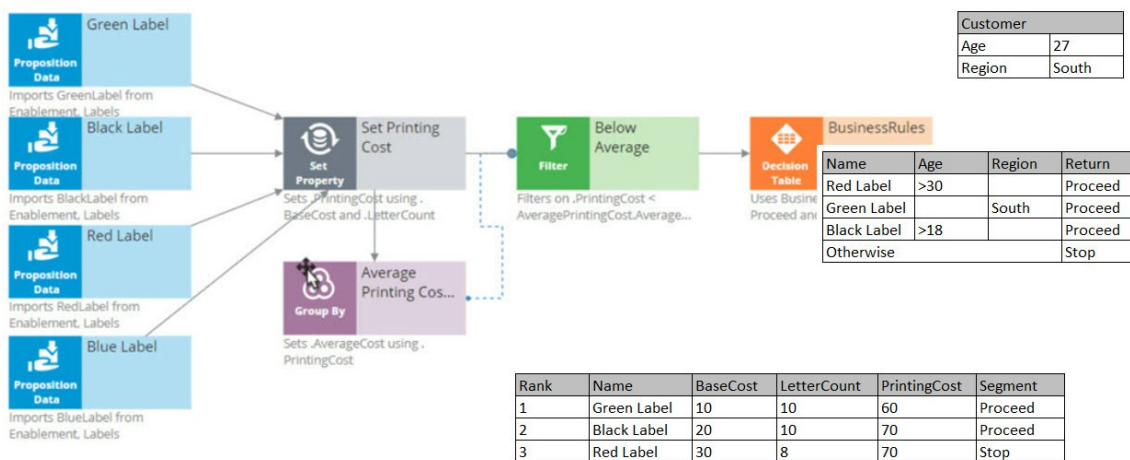 Green Label
Proposition
Data
Imports GreenLabel from
Enablement, Labels
Black Label
Proposition
Data
Imports BlackLabel from
Enablement, Labels
Red Label
Proposition
Data
Imports RedLabel from
Enablement, Labels
Blue Label
Proposition
Data
Imports BlueLabel from
Enablement, Labels
Set Printing
Cost
Set
Property
Sets .PrintingCost using .
BaseCost and .LetterCount
Average
Printing Cos...
Group By
Sets .AverageCost using .
PrintingCost
Below
Average
Filter
Filters on .PrintingCost <
AveragePrintingCost.Average...
BusinessRules
Decision
Table
Uses Busine
Proceed and
Customer
Age 27
Region South
Name Age Region Return
Red Label >30 Proceed
Green Label South Proceed
Black Label >18 Proceed
Otherwise Stop
Rank Name BaseCost LetterCount PrintingCost Segment
1 Green Label 10 10 60 Proceed
2 Black Label 20 10 70 Proceed
3 Red Label 30 8 70 Stop